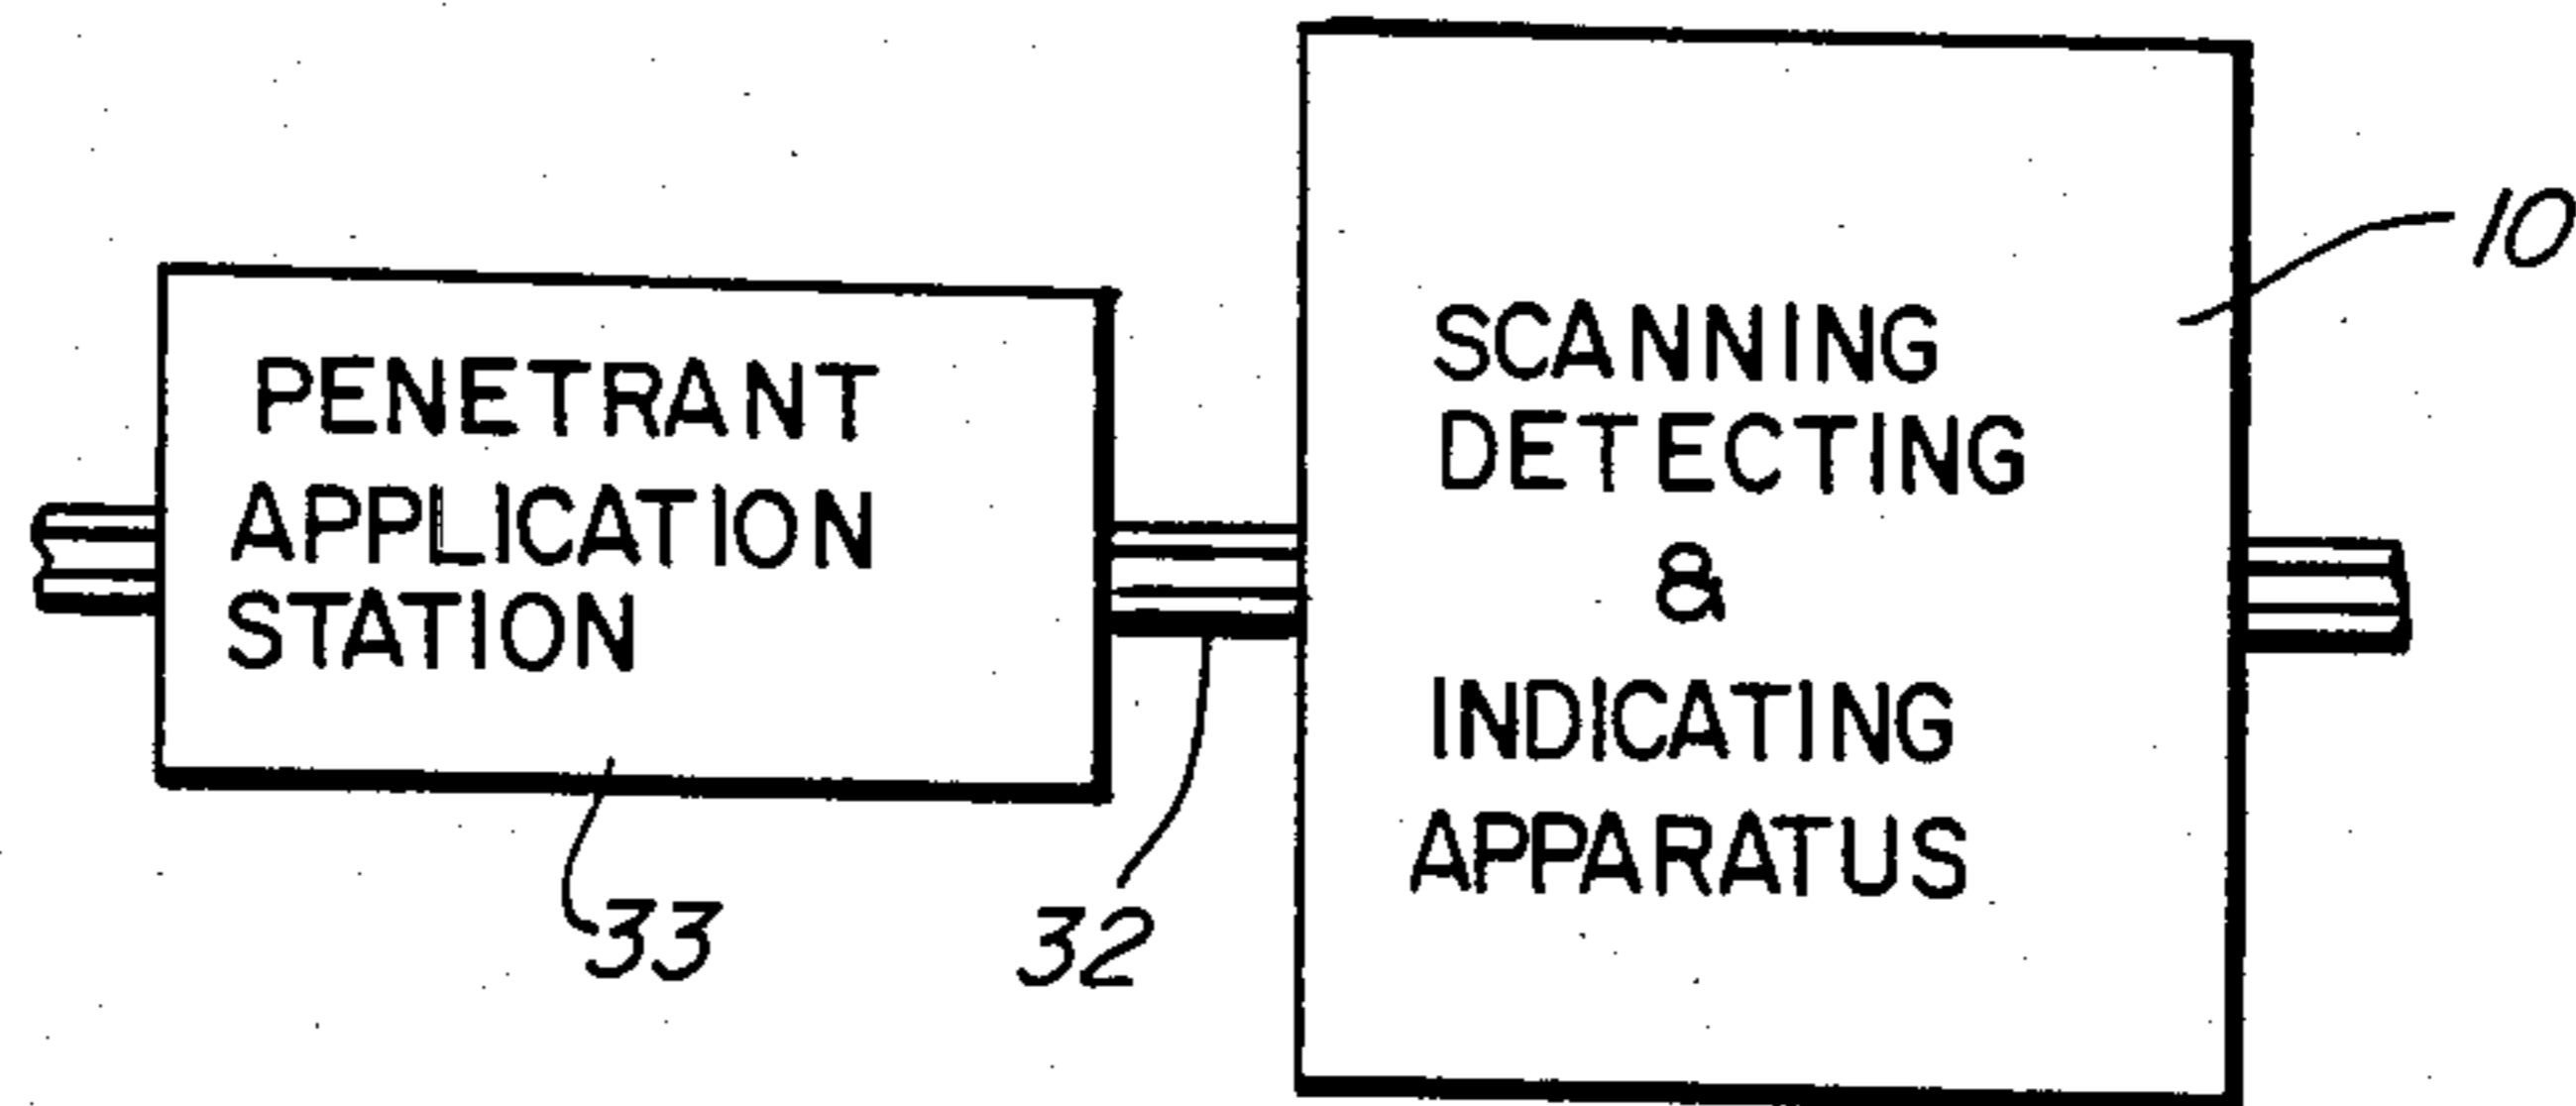 PENETRANT
APPLICATION
STATION
33
32
SCANNING
DETECTING
&
INDICATING
APPARATUS
10